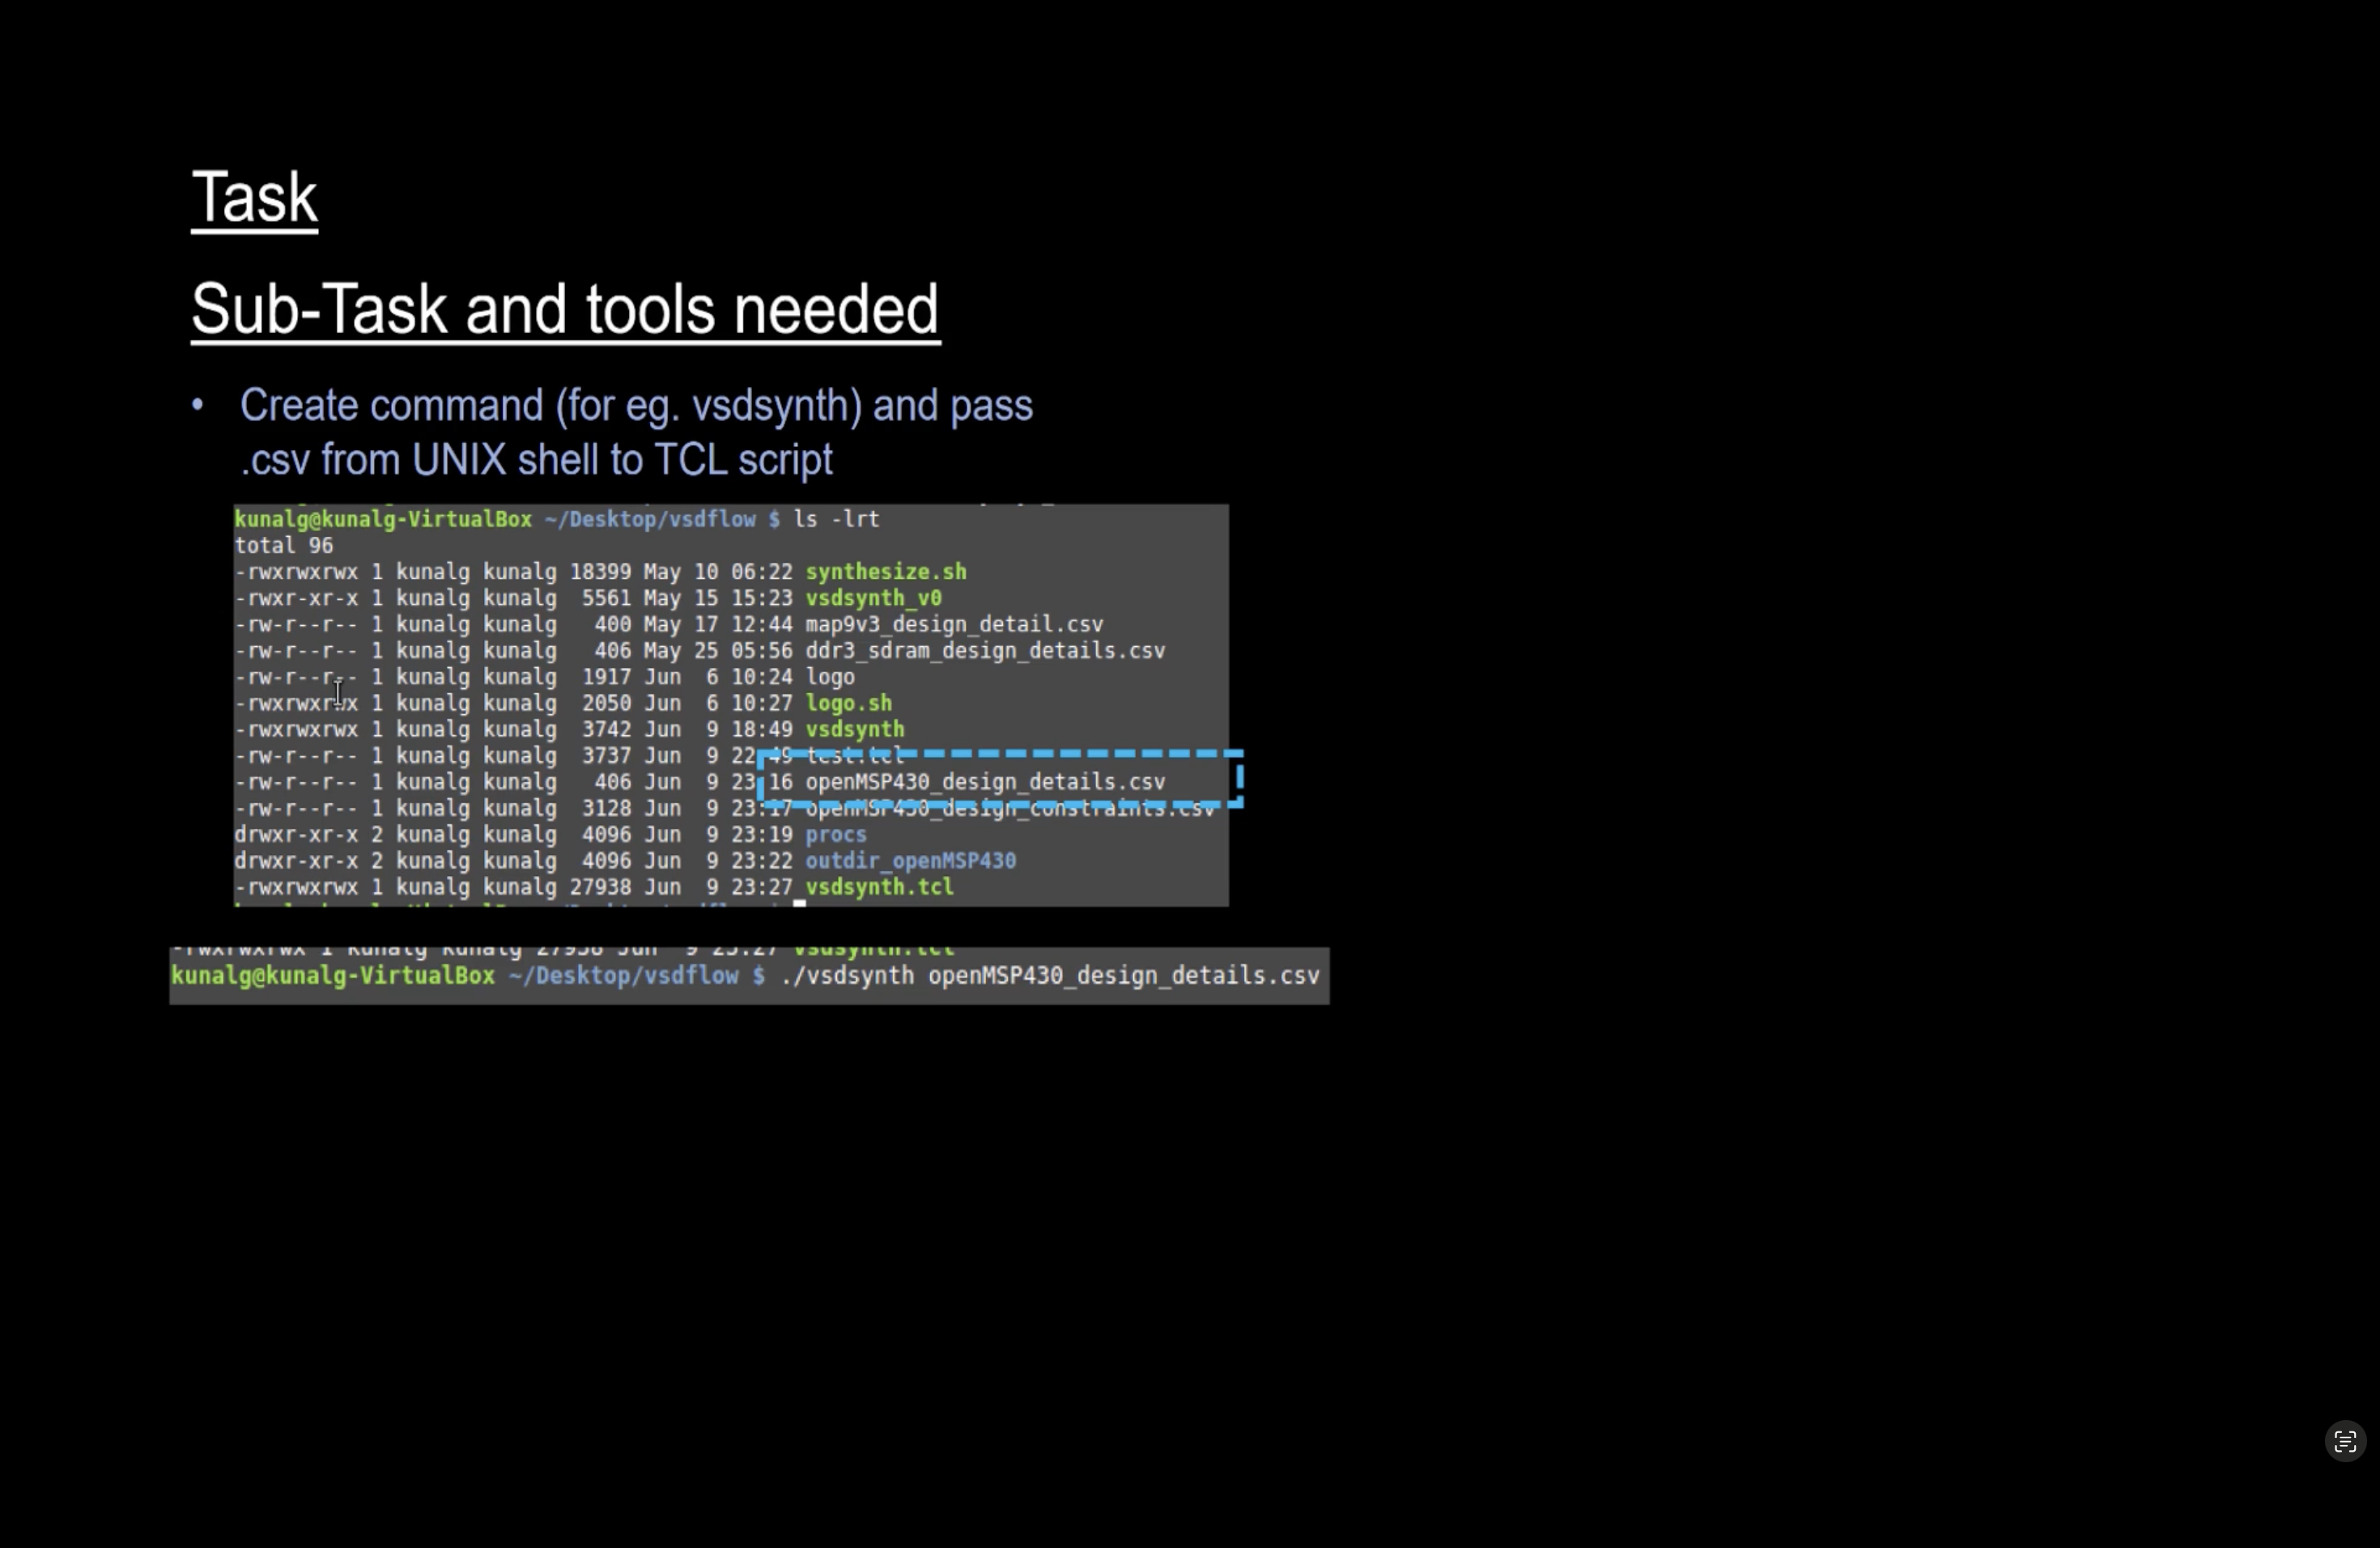 Task
Sub-Task and tools needed
• Create command (for eg. vsdsynth) and pass
.csv from UNIX shell to TCL script
kunalg@kunalg-VirtualBox ~/Desktop/vsdflow $ ls -lrt
total 96
-rwxrwxrwx 1 kunalg kunalg 18399 May 10 06:22 synthesize.sh
-rwxr-xr-x 1 kunalg kunalg 5561 May 15 15:23 vsdsynth_v0
-rw-r--r-- 1 kunalg kunalg 400 May 17 12:44 map9v3_design_detail.csv
-rw-r--r-- 1 kunalg kunalg 406 May 25 05:56 ddr3_sdram_design_details.csv
-rw-r--r-- 1 kunalg kunalg 1917 Jun 6 10:24 logo
-rwxrwxrwx 1 kunalg kunalg 2050 Jun 6 10:27 logo.sh
-rwxrwxrwx 1 kunalg kunalg 3742 Jun 9 18:49 vsdsynth
-rw-r--r-- 1 kunalg kunalg 3737 Jun 9 22:49 test.tcl
-rw-r--r-- 1 kunalg kunalg 406 Jun 9 23:16 openMSP430_design_details.csv
-rw-r--r-- 1 kunalg kunalg 3128 Jun 9 23:17 openMSP430_design_constraints.csv
drwxr-xr-x 2 kunalg kunalg 4096 Jun 9 23:19 procs
drwxr-xr-x 2 kunalg kunalg 4096 Jun 9 23:22 outdir_openMSP430
-rwxrwxrwx 1 kunalg kunalg 27938 Jun 9 23:27 vsdsynth.tcl
-rwxrwxrwx 1 kunalg kunalg 27938 Jun 9 23:27 vsdsynth.tcl
kunalg@kunalg-VirtualBox ~/Desktop/vsdflow $ ./vsdsynth openMSP430_design_details.csv